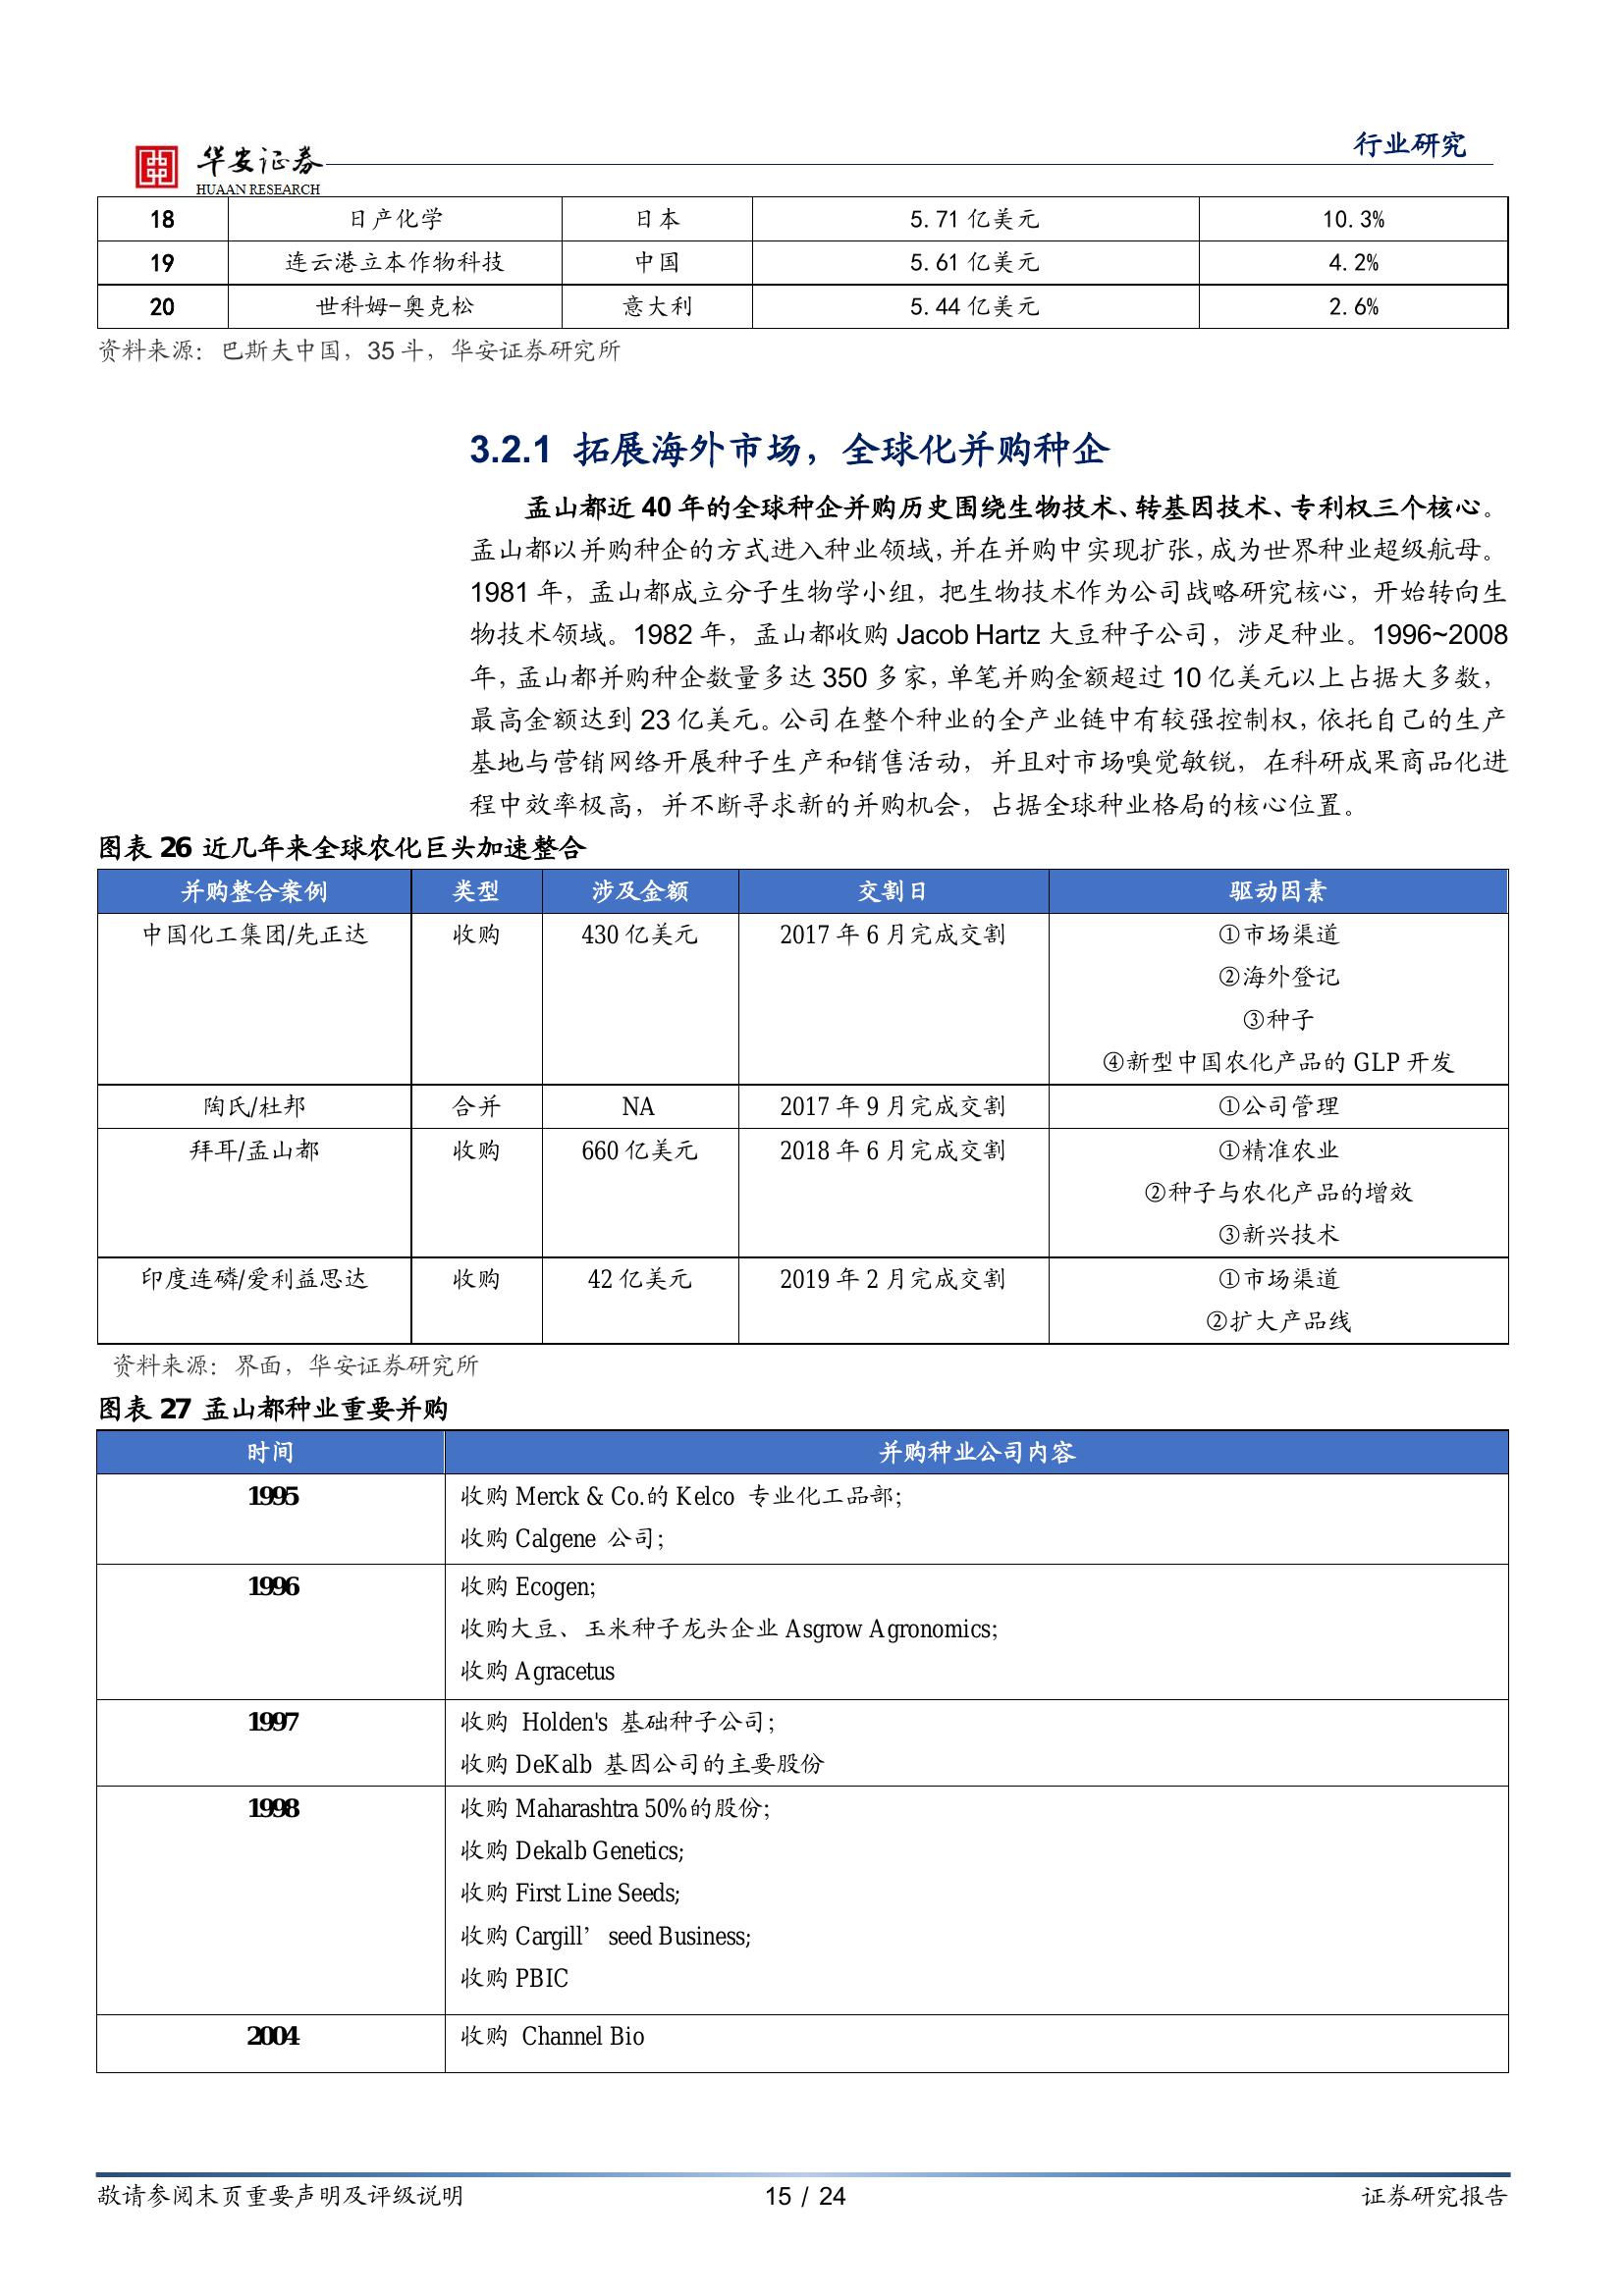 华安证券
HUAAN RESEARCH
行业研究
18 日产化学 日本 5.71 亿美元 10.3%
19 连云港立本作物科技 中国 5.61 亿美元 4.2%
20 世科姆-奥克松 意大利 5.44 亿美元 2.6%
资料来源：巴斯夫中国，35 斗，华安证券研究所
3.2.1 拓展海外市场，全球化并购种企
孟山都近 40 年的全球种企并购历史围绕生物技术、转基因技术、专利权三个核心。
孟山都以并购种企的方式进入种业领域，并在并购中实现扩张，成为世界种业超级航母。
1981 年，孟山都成立分子生物学小组，把生物技术作为公司战略研究核心，开始转向生
物技术领域。1982 年，孟山都收购 Jacob Hartz 大豆种子公司，涉足种业。1996~2008
年，孟山都并购种企数量多达 350 多家，单笔并购金额超过 10 亿美元以上占据大多数，
最高金额达到 23 亿美元。公司在整个种业的全产业链中有较强控制权，依托自己的生产
基地与营销网络开展种子生产和销售活动，并且对市场嗅觉敏锐，在科研成果商品化进
程中效率极高，并不断寻求新的并购机会，占据全球种业格局的核心位置。
图表 26 近几年来全球农化巨头加速整合
并购整合案例 类型 涉及金额 交割日 驱动因素
中国化工集团/先正达 收购 430 亿美元 2017 年 6 月完成交割 ①市场渠道
②海外登记
③种子
④新型中国农化产品的 GLP 开发
陶氏/杜邦 合并 NA 2017 年 9 月完成交割 ①公司管理
拜耳/孟山都 收购 660 亿美元 2018 年 6 月完成交割 ①精准农业
②种子与农化产品的增效
③新兴技术
印度连磷/爱利益思达 收购 42 亿美元 2019 年 2 月完成交割 ①市场渠道
②扩大产品线
资料来源：界面，华安证券研究所
图表 27 孟山都种业重要并购
时间 并购种业公司内容
1995 收购 Merck & Co.的 Kelco 专业化工品部；
收购 Calgene 公司；
1996 收购 Ecogen；
收购大豆、玉米种子龙头企业 Asgrow Agronomics；
收购 Agracetus
1997 收购 Holden's 基础种子公司；
收购 DeKalb 基因公司的主要股份
1998 收购 Maharashtra 50%的股份；
收购 Dekalb Genetics；
收购 First Line Seeds；
收购 Cargill’ seed Business；
收购 PBIC
2004 收购 Channel Bio
敬请参阅末页重要声明及评级说明 15 / 24 证券研究报告